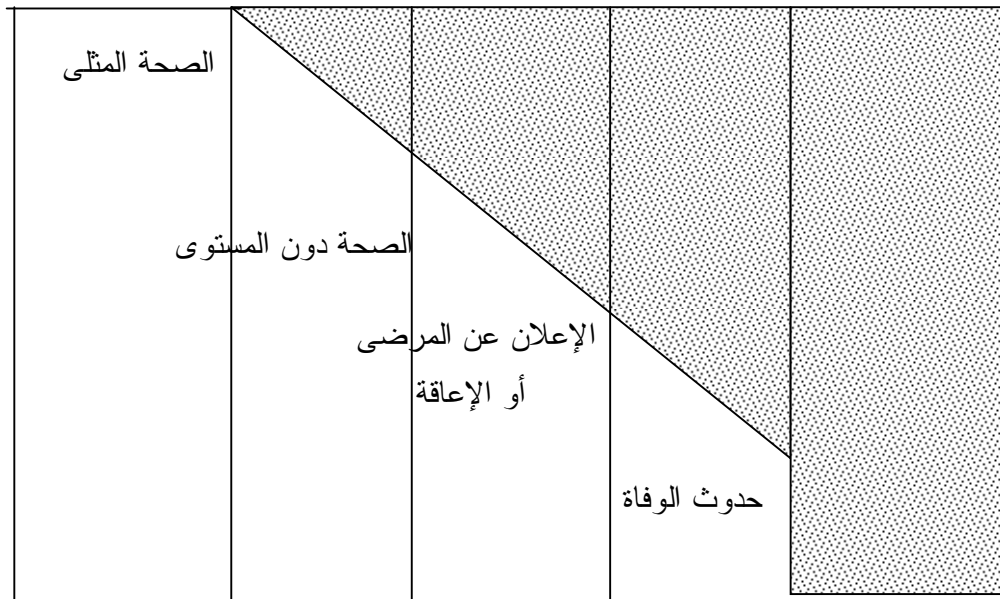 الصحة المثلى
الصحة دون المستوى
الإعلان عن المرضى
أو الإعاقة
حدوث الوفاة